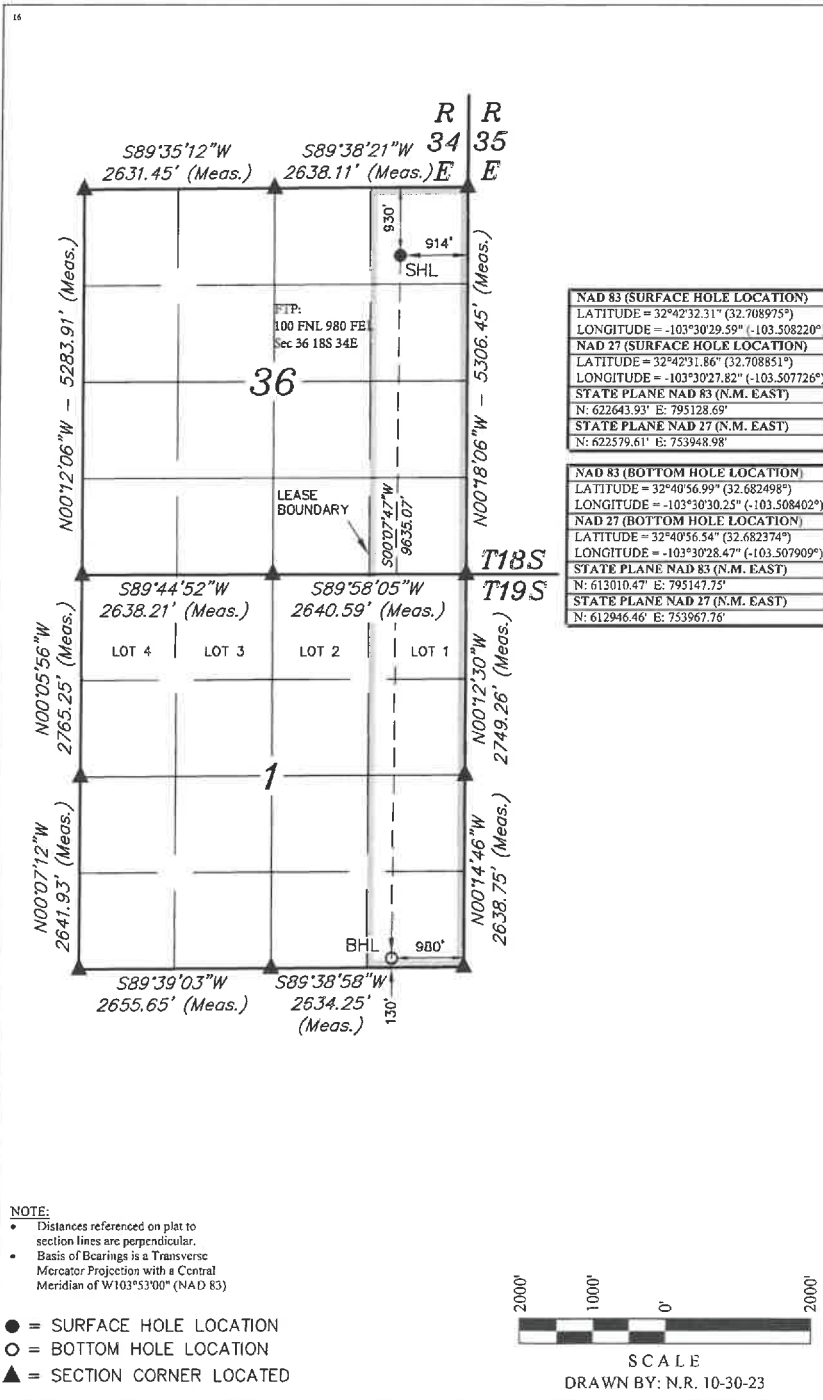 16
R R
34 35
E E
S89°35'12"W
2631.45' (Meas.)
S89°38'21"W
2638.11' (Meas.)
930'
914'
SHL
N00°12'06"W – 5283.91' (Meas.)
N00°18'06"W – 5306.45' (Meas.)
FTP:
100 FNL 980 FEL
Sec 36 18S 34E
36
LEASE
BOUNDARY
S00°07'47"W
9635.07'
T18S
T19S
S89°44'52"W
2638.21' (Meas.)
S89°58'05"W
2640.59' (Meas.)
LOT 4
LOT 3
LOT 2
LOT 1
N00°05'56"W
2765.25' (Meas.)
N00°12'30"W
2749.26' (Meas.)
1
N00°07'12"W
2641.93' (Meas.)
N00°14'46"W
2638.75' (Meas.)
BHL
980'
130'
S89°39'03"W
2655.65' (Meas.)
S89°38'58"W
2634.25'
(Meas.)
NAD 83 (SURFACE HOLE LOCATION)
LATITUDE = 32°42'32.31" (32.708975°)
LONGITUDE = -103°30'29.59" (-103.508220°
NAD 27 (SURFACE HOLE LOCATION)
LATITUDE = 32°42'31.86" (32.708851°)
LONGITUDE = -103°30'27.82" (-103.507726°)
STATE PLANE NAD 83 (N.M. EAST)
N: 622643.93' E: 795128.69'
STATE PLANE NAD 27 (N.M. EAST)
N: 622579.61' E: 753948.98'
NAD 83 (BOTTOM HOLE LOCATION)
LATITUDE = 32°40'56.99" (32.682498°)
LONGITUDE = -103°30'30.25" (-103.508402°)
NAD 27 (BOTTOM HOLE LOCATION)
LATITUDE = 32°40'56.54" (32.682374°)
LONGITUDE = -103°30'28.47" (-103.507909°)
STATE PLANE NAD 83 (N.M. EAST)
N: 613010.47' E: 795147.75'
STATE PLANE NAD 27 (N.M. EAST)
N: 612946.46' E: 753967.76'
NOTE:
• Distances referenced on plat to
section lines are perpendicular.
• Basis of Bearings is a Transverse
Mercator Projection with a Central
Meridian of W103°53'00" (NAD 83)
● = SURFACE HOLE LOCATION
○ = BOTTOM HOLE LOCATION
▲ = SECTION CORNER LOCATED
2000' 1000' 0' 2000'
SCALE
DRAWN BY: N.R. 10-30-23